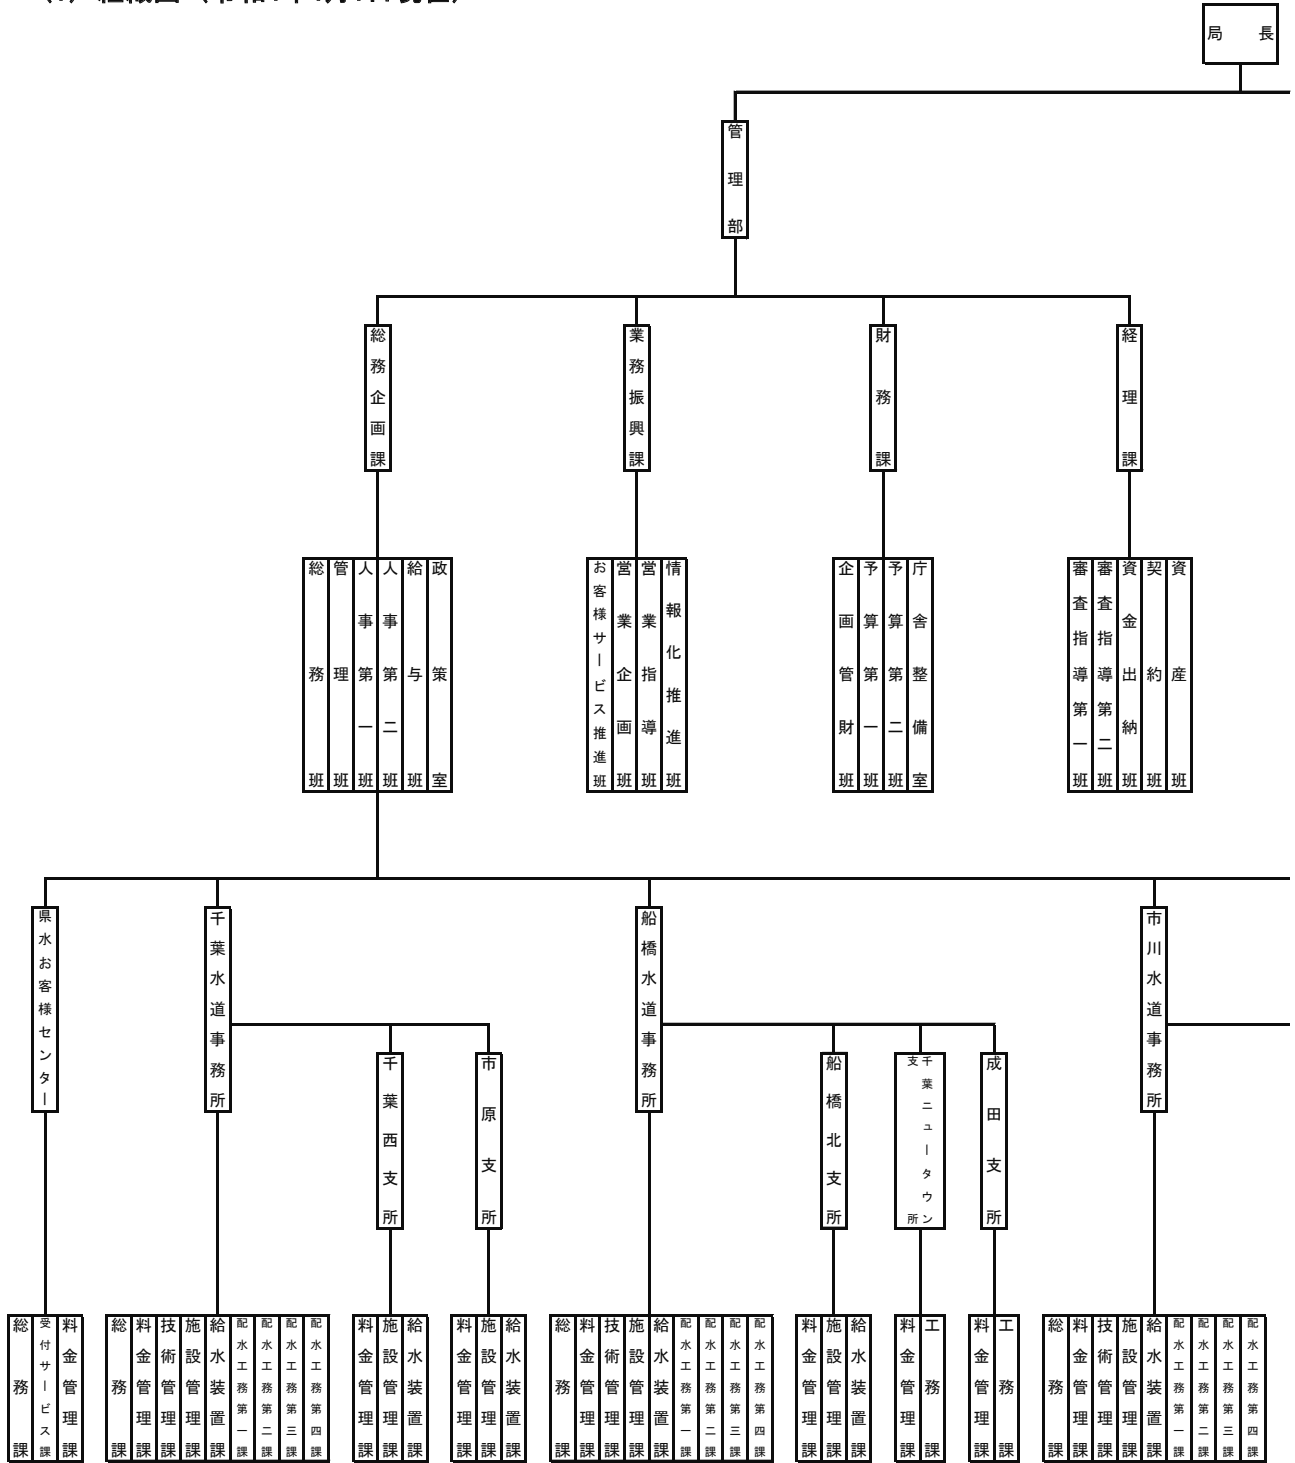 局長
管理部
総務企画課
業務振興課
財務課
経理課
総務班
管理班
人事第一班
人事第二班
給与班
政策室
お客様サービス推進班
営業企画班
営業指導班
情報化推進班
企画管財班
予算第一班
予算第二班
庁舎整備室
審査指導第一班
審査指導第二班
資金出納班
契約班
資産班
県水お客様センター
千葉水道事務所
船橋水道事務所
市川水道事務所
千葉西支所
市原支所
船橋北支所
千葉ニュータウン
支所
成田支所
総務課
受付サービス課
料金管理課
総務課
料金管理課
技術管理課
施設管理課
給水装置課
配水工務第一課
配水工務第二課
配水工務第三課
配水工務第四課
料金管理課
施設管理課
給水装置課
料金管理課
施設管理課
給水装置課
総務課
料金管理課
技術管理課
施設管理課
給水装置課
配水工務第一課
配水工務第二課
配水工務第三課
配水工務第四課
料金管理課
施設管理課
給水装置課
料金管理課
工務課
料金管理課
工務課
総務課
料金管理課
技術管理課
施設管理課
給水装置課
配水工務第一課
配水工務第二課
配水工務第三課
配水工務第四課